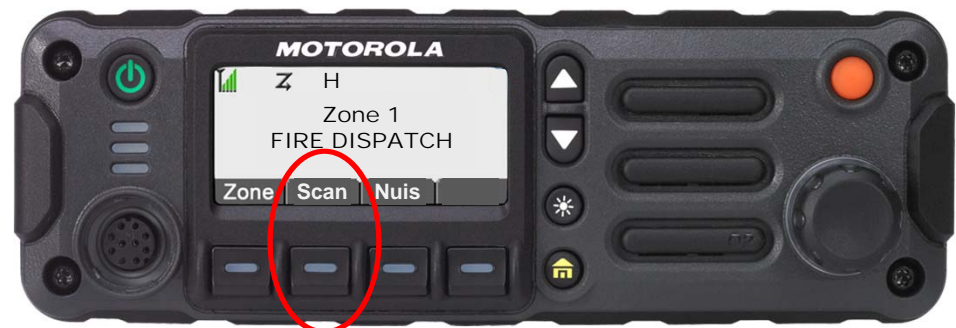 MOTOROLA
Z H
Zone 1
FIRE DISPATCH
Zone Scan Nuis